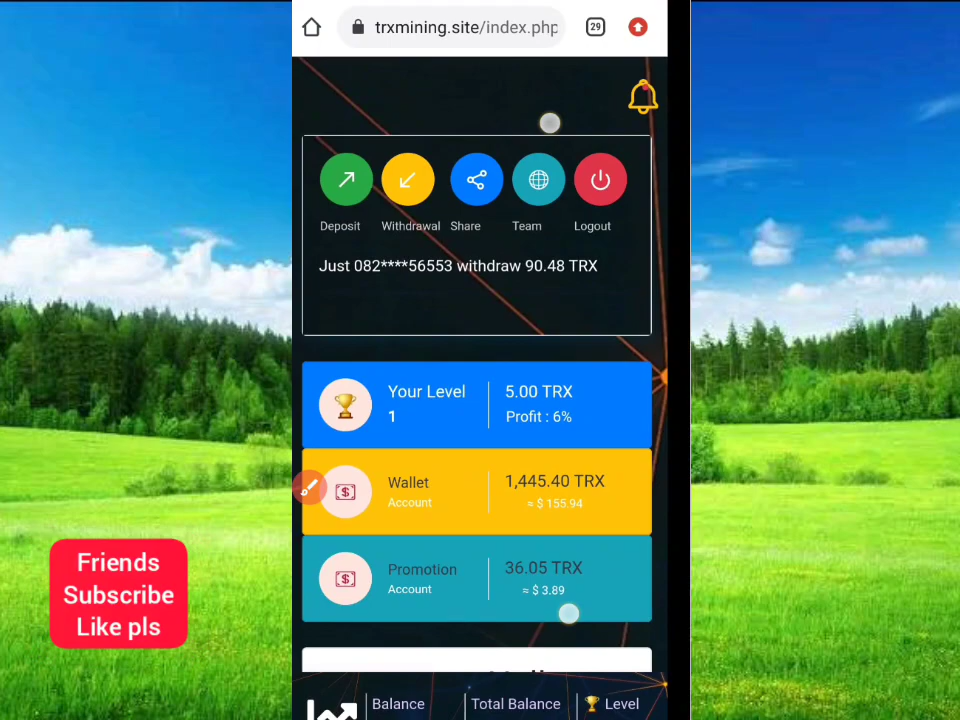 trxmining.site/index.php
29
Deposit
Withdrawal
Share
Team
Logout
Just 082****56553 withdraw 90.48 TRX
Your Level
1
5.00 TRX
Profit : 6%
Wallet
Account
1,445.40 TRX
≈ $ 155.94
Promotion
Account
36.05 TRX
≈ $ 3.89
Balance
Total Balance
Level
Friends
Subscribe
Like pls